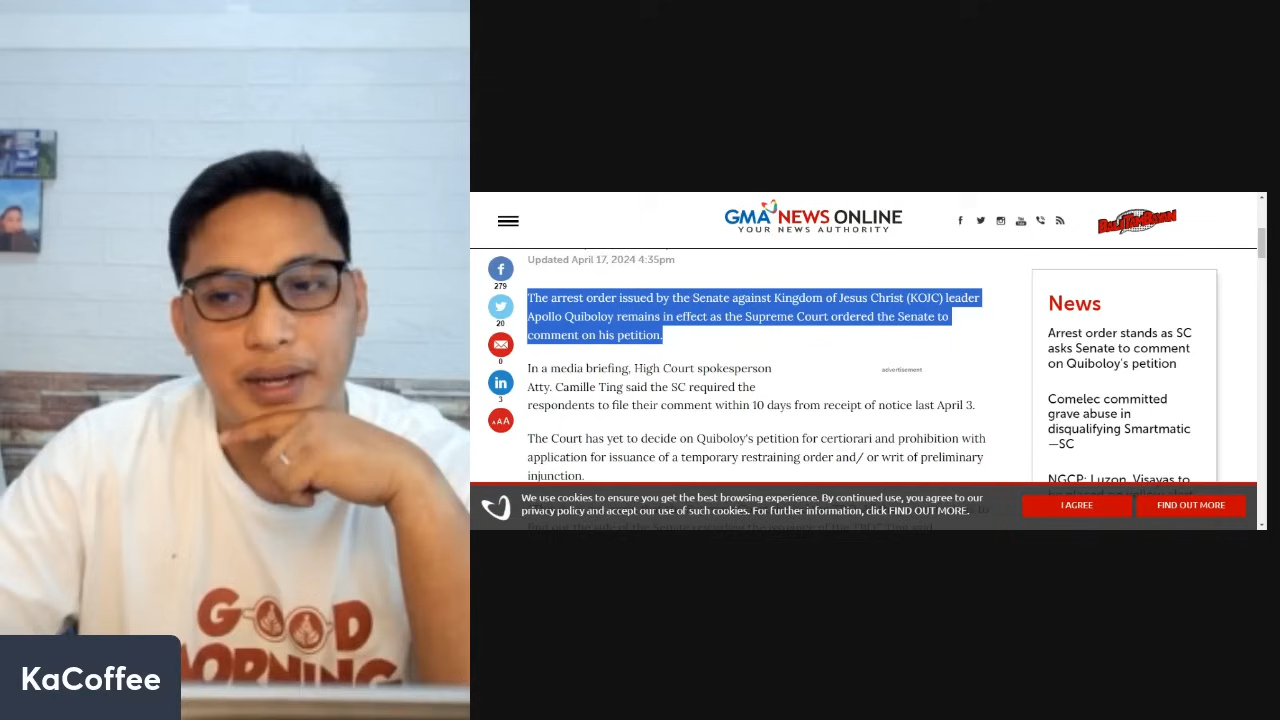 GOOD
MORNING
KaCoffee
GMA NEWS ONLINE
YOUR NEWS AUTHORITY
Updated April 17, 2024 4:35pm
279
20
0
3
AAA
The arrest order issued by the Senate against Kingdom of Jesus Christ (KOJC) leader
Apollo Quiboloy remains in effect as the Supreme Court ordered the Senate to
comment on his petition.
In a media briefing, High Court spokesperson
Atty. Camille Ting said the SC required the
respondents to file their comment within 10 days from receipt of notice last April 3.
advertisement
The Court has yet to decide on Quiboloy's petition for certiorari and prohibition with
application for issuance of a temporary restraining order and/ or writ of preliminary
injunction.
News
Arrest order stands as SC
asks Senate to comment
on Quiboloy's petition
Comelec committed
grave abuse in
disqualifying Smartmatic
—SC
NGCP: Luzon, Visayas to
We use cookies to ensure you get the best browsing experience. By continued use, you agree to our
privacy policy and accept our use of such cookies. For further information, click FIND OUT MORE.
I AGREE
FIND OUT MORE